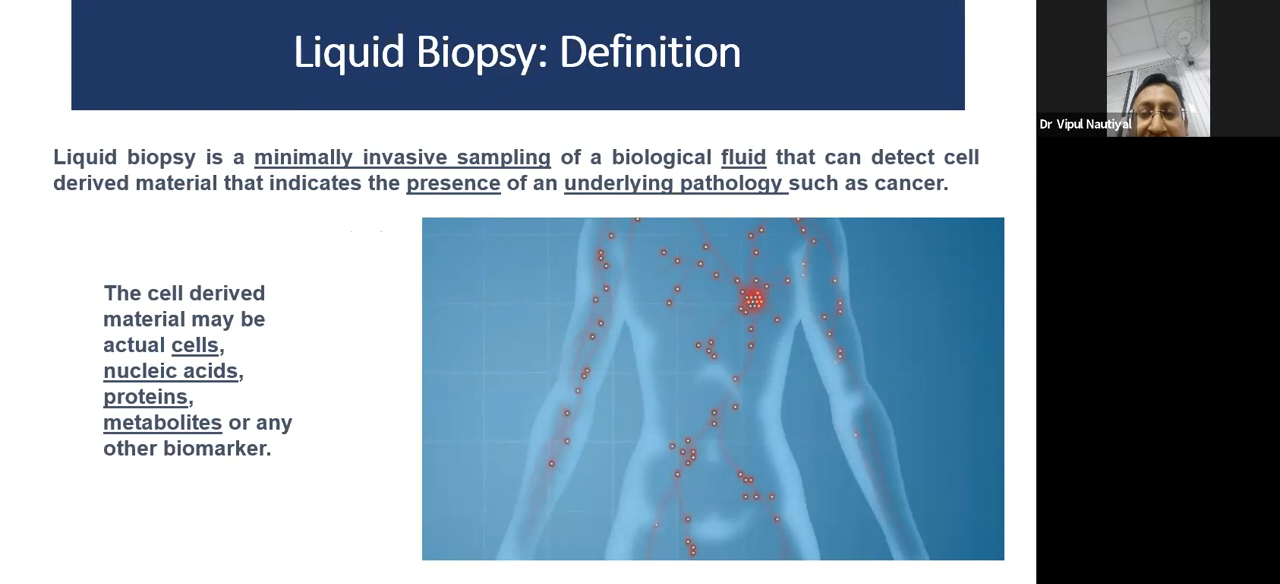 Liquid Biopsy: Definition
Dr Vipul Nautiyal
Liquid biopsy is a minimally invasive sampling of a biological fluid that can detect cell
derived material that indicates the presence of an underlying pathology such as cancer.
The cell derived
material may be
actual cells,
nucleic acids,
proteins,
metabolites or any
other biomarker.